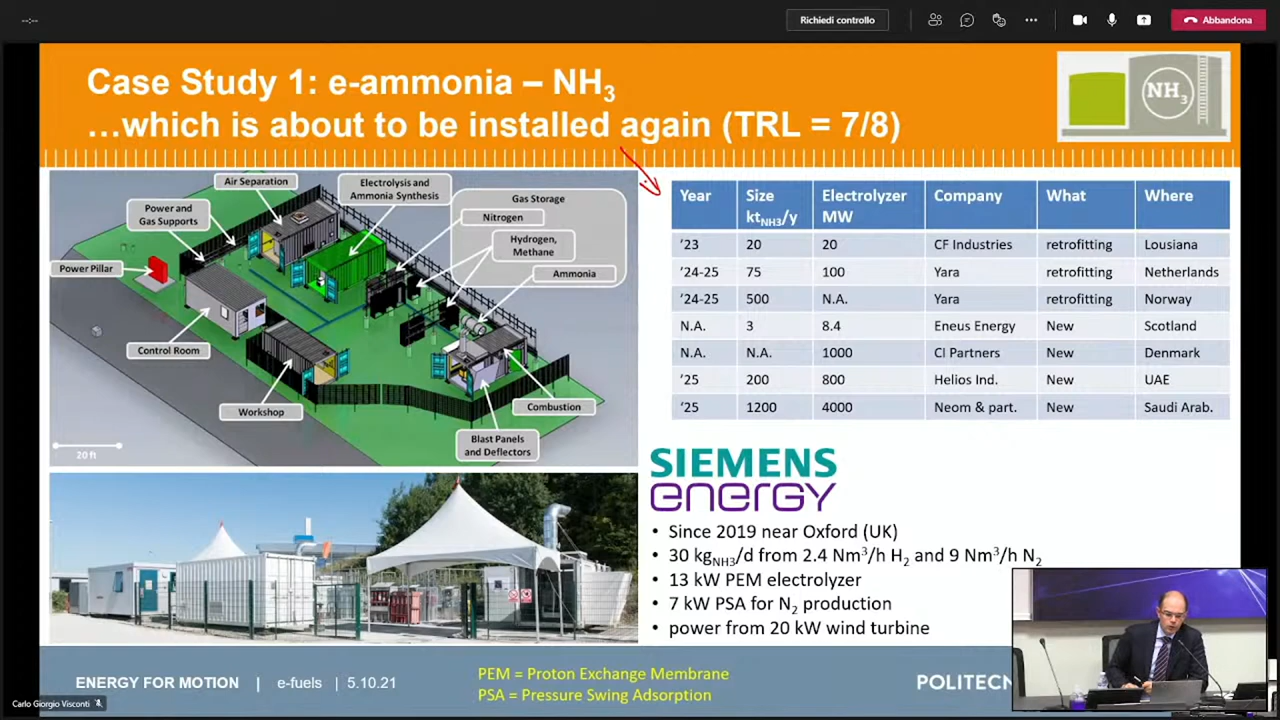 --:--
Richiedi controllo
Abbandona
Case Study 1: e-ammonia – NH3
…which is about to be installed again (TRL = 7/8)
NH3
Air Separation
Electrolysis and
Ammonia Synthesis
Gas Storage
Power and
Gas Supports
Nitrogen
Hydrogen,
Methane
Power Pillar
Ammonia
Control Room
Workshop
Combustion
Blast Panels
and Deflectors
20 ft
Year Size ktNH3/y Electrolyzer MW Company What Where
’23 20 20 CF Industries retrofitting Lousiana
’24-25 75 100 Yara retrofitting Netherlands
’24-25 500 N.A. Yara retrofitting Norway
N.A. 3 8.4 Eneus Energy New Scotland
N.A. N.A. 1000 CI Partners New Denmark
’25 200 800 Helios Ind. New UAE
‘25 1200 4000 Neom & part. New Saudi Arab.
SIEMENS
energy
• Since 2019 near Oxford (UK)
• 30 kgNH3/d from 2.4 Nm3/h H2 and 9 Nm3/h N2
• 13 kW PEM electrolyzer
• 7 kW PSA for N2 production
• power from 20 kW wind turbine
ENERGY FOR MOTION | e-fuels | 5.10.21
PEM = Proton Exchange Membrane
PSA = Pressure Swing Adsorption
POLITECN
Carlo Giorgio Visconti